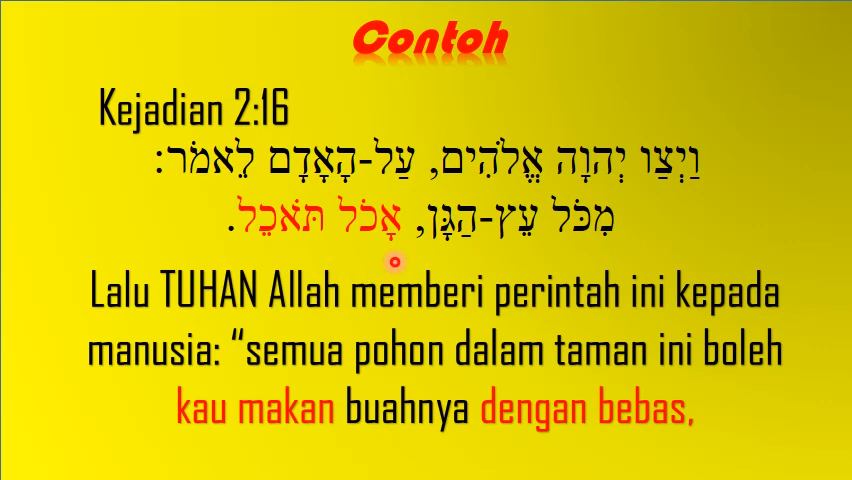 Contoh
Kejadian 2:16
וַיְצַו יְהוָה אֱלֹהִים, עַל-הָאָדָם לֵאמֹר:
מִכֹּל עֵץ-הַגָּן, אָכֹל תֹּאכֵל.
Lalu TUHAN Allah memberi perintah ini kepada
manusia: “semua pohon dalam taman ini boleh
kau makan buahnya dengan bebas,